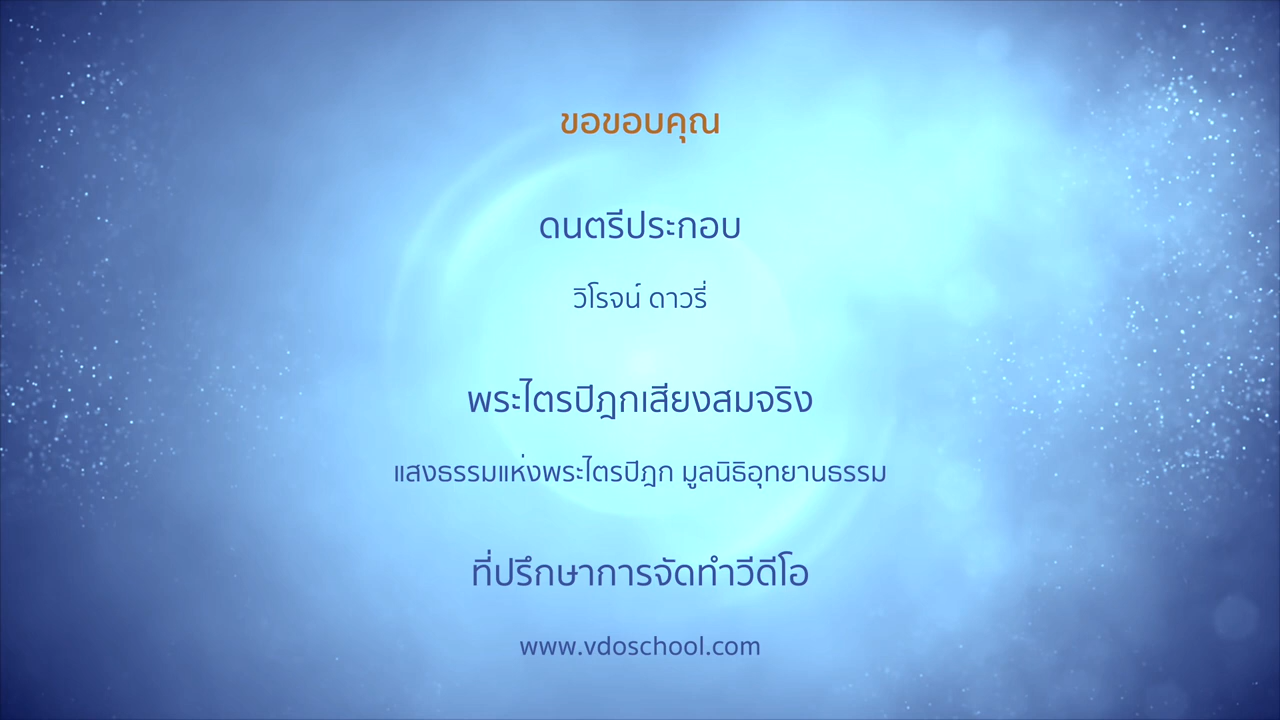 ขอขอบคุณ
ดนตรีประกอบ
วิโรจน์ ดาวรี่
พระไตรปิฎกเสียงสมจริง
แสงธรรมแห่งพระไตรปิฎก มูลนิธิอุทยานธรรม
ที่ปรึกษาการจัดทำวีดีโอ
www.vdoschool.com